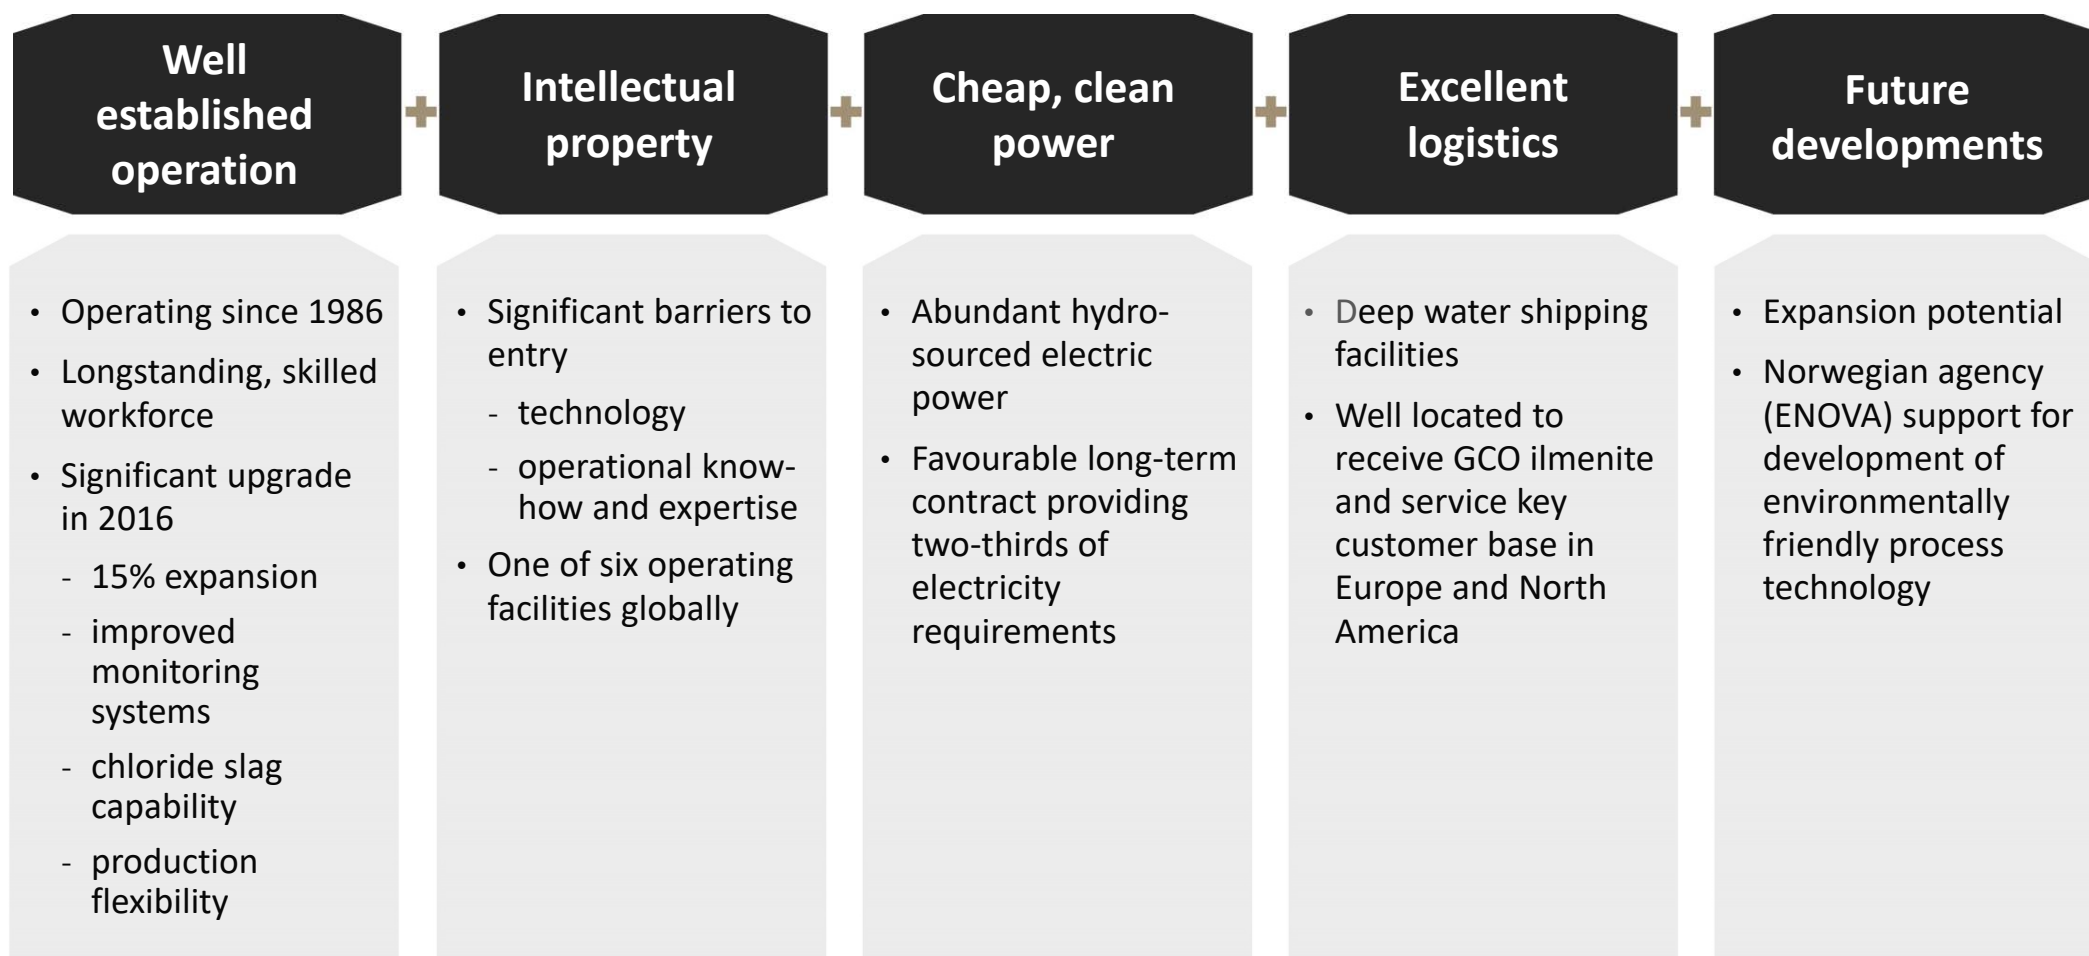 Well
established
operation
Intellectual
property
Cheap, clean
power
Excellent
logistics
Future
developments
• Operating since 1986
• Longstanding, skilled
workforce
• Significant upgrade
in 2016
- 15% expansion
- improved
monitoring
systems
- chloride slag
capability
- production
flexibility
• Significant barriers to
entry
- technology
- operational know-
how and expertise
• One of six operating
facilities globally
• Abundant hydro-
sourced electric
power
• Favourable long-term
contract providing
two-thirds of
electricity
requirements
• Deep water shipping
facilities
• Well located to
receive GCO ilmenite
and service key
customer base in
Europe and North
America
• Expansion potential
• Norwegian agency
(ENOVA) support for
development of
environmentally
friendly process
technology